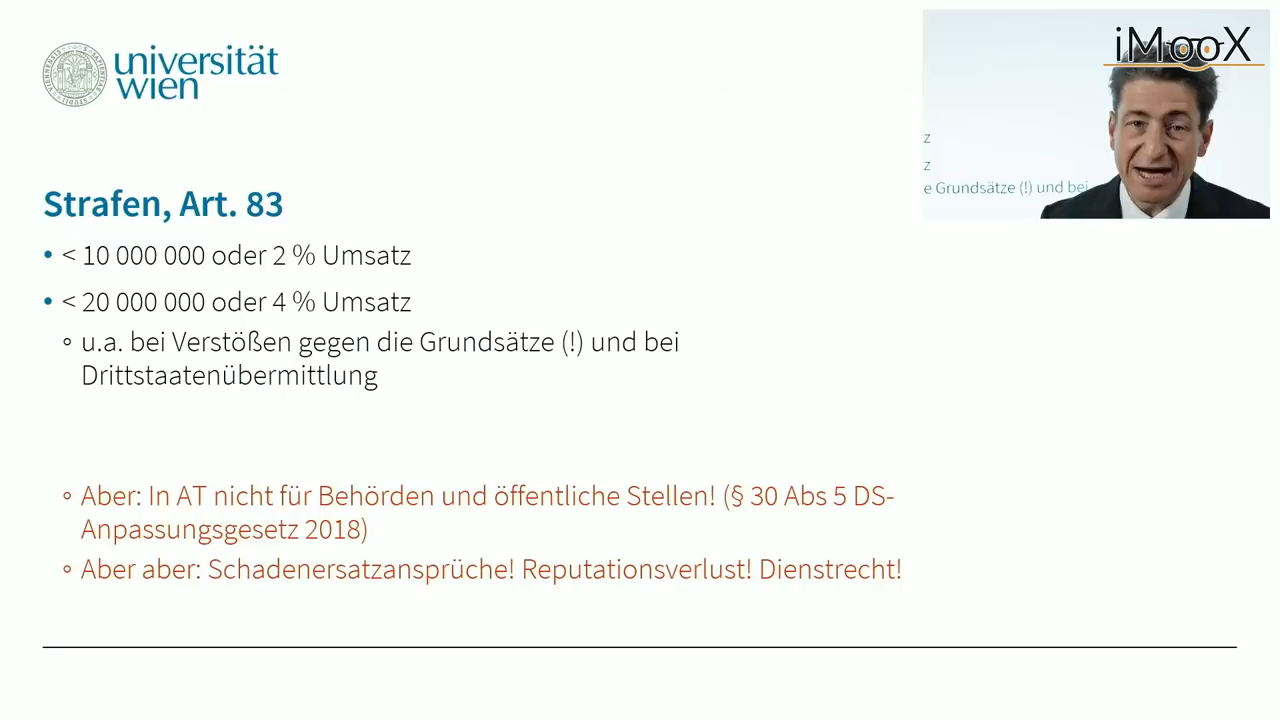 universität
wien
iMooX
z
z
e Grundsätze (!) und bei
Strafen, Art. 83
• < 10 000 000 oder 2 % Umsatz
• < 20 000 000 oder 4 % Umsatz
◦ u.a. bei Verstößen gegen die Grundsätze (!) und bei
Drittstaatenübermittlung
◦ Aber: In AT nicht für Behörden und öffentliche Stellen! (§ 30 Abs 5 DS-
Anpassungsgesetz 2018)
◦ Aber aber: Schadenersatzansprüche! Reputationsverlust! Dienstrecht!